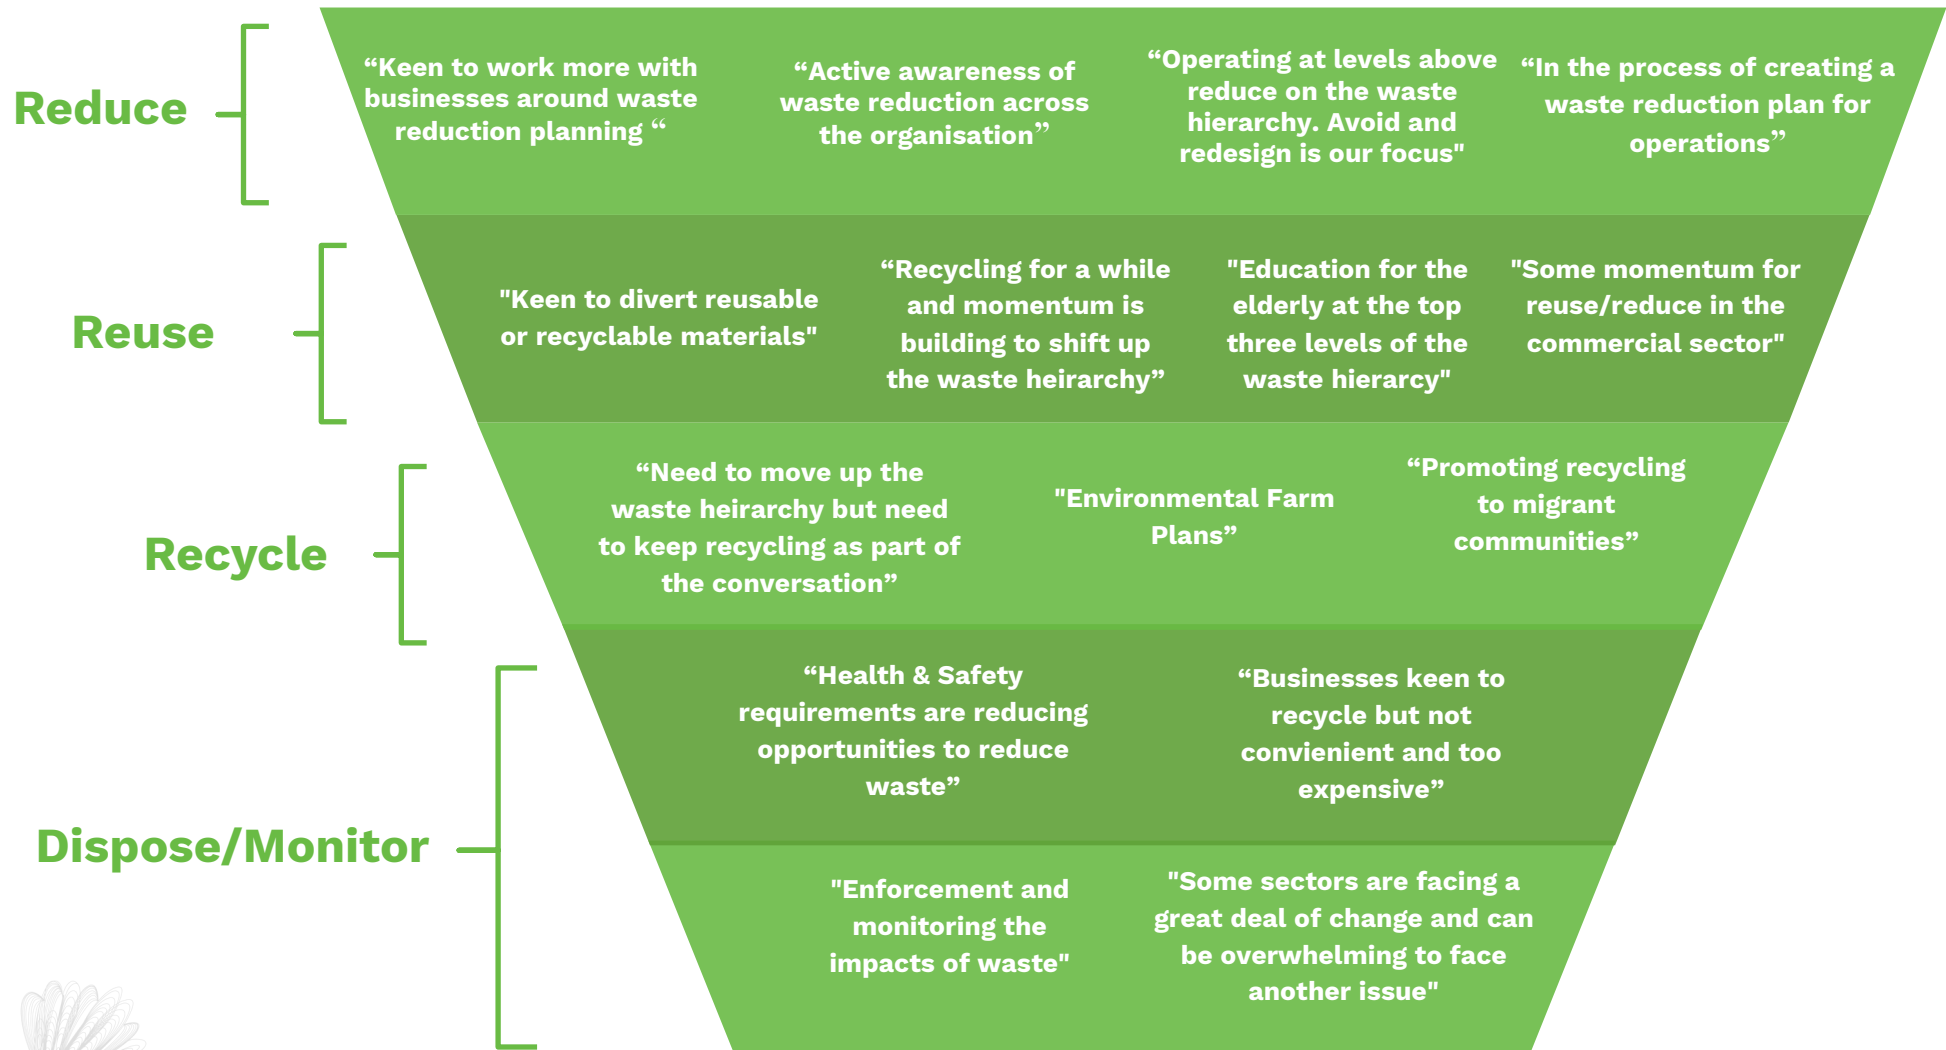 Reduce
“Keen to work more with
businesses around waste
reduction planning “
“Active awareness of
waste reduction across
the organisation”
“Operating at levels above
reduce on the waste
hierarchy. Avoid and
redesign is our focus"
“In the process of creating a
waste reduction plan for
operations”
Reuse
"Keen to divert reusable
or recyclable materials"
“Recycling for a while
and momentum is
building to shift up
the waste heirarchy”
"Education for the
elderly at the top
three levels of the
waste hierarcy"
"Some momentum for
reuse/reduce in the
commercial sector"
Recycle
“Need to move up the
waste heirarchy but need
to keep recycling as part of
the conversation”
"Environmental Farm
Plans”
“Promoting recycling
to migrant
communities”
Dispose/Monitor
“Health & Safety
requirements are reducing
opportunities to reduce
waste”
“Businesses keen to
recycle but not
convienient and too
expensive”
"Enforcement and
monitoring the
impacts of waste"
"Some sectors are facing a
great deal of change and can
be overwhelming to face
another issue"